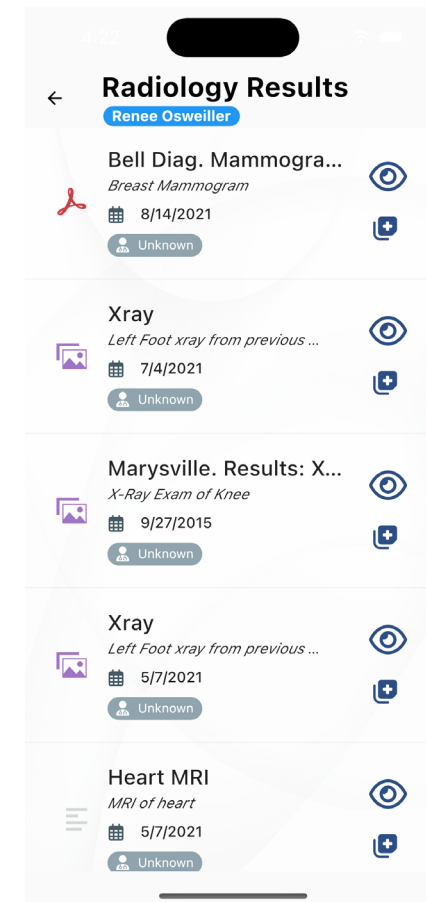 4:22
Radiology Results
Renee Osweiller
Bell Diag. Mammogra...
Breast Mammogram
8/14/2021
Unknown
Xray
Left Foot xray from previous ...
7/4/2021
Unknown
Marysville. Results: X...
X-Ray Exam of Knee
9/27/2015
Unknown
Xray
Left Foot xray from previous ...
5/7/2021
Unknown
Heart MRI
MRI of heart
5/7/2021
Unknown